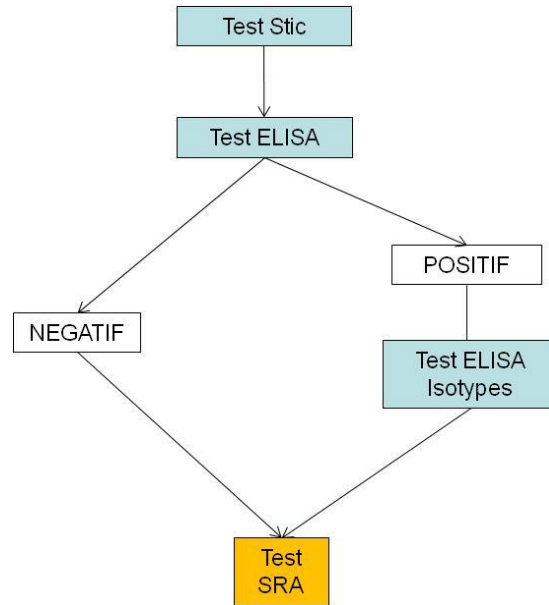 Test Stic
Test ELISA
POSITIF
NEGATIF
Test ELISA
Isotypes
Test
SRA